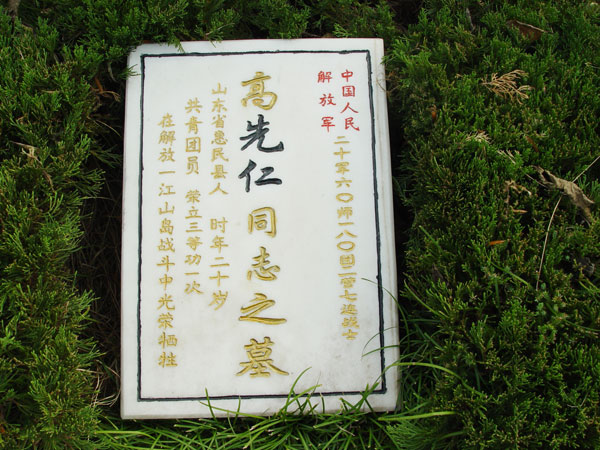 中国人民
解放军 二十军六〇师一八〇团二营七连战士
高先仁同志之墓
山东省惠民县人 时年二十岁
共青团员 荣立三等功一次
在解放一江山岛战斗中光荣牺牲